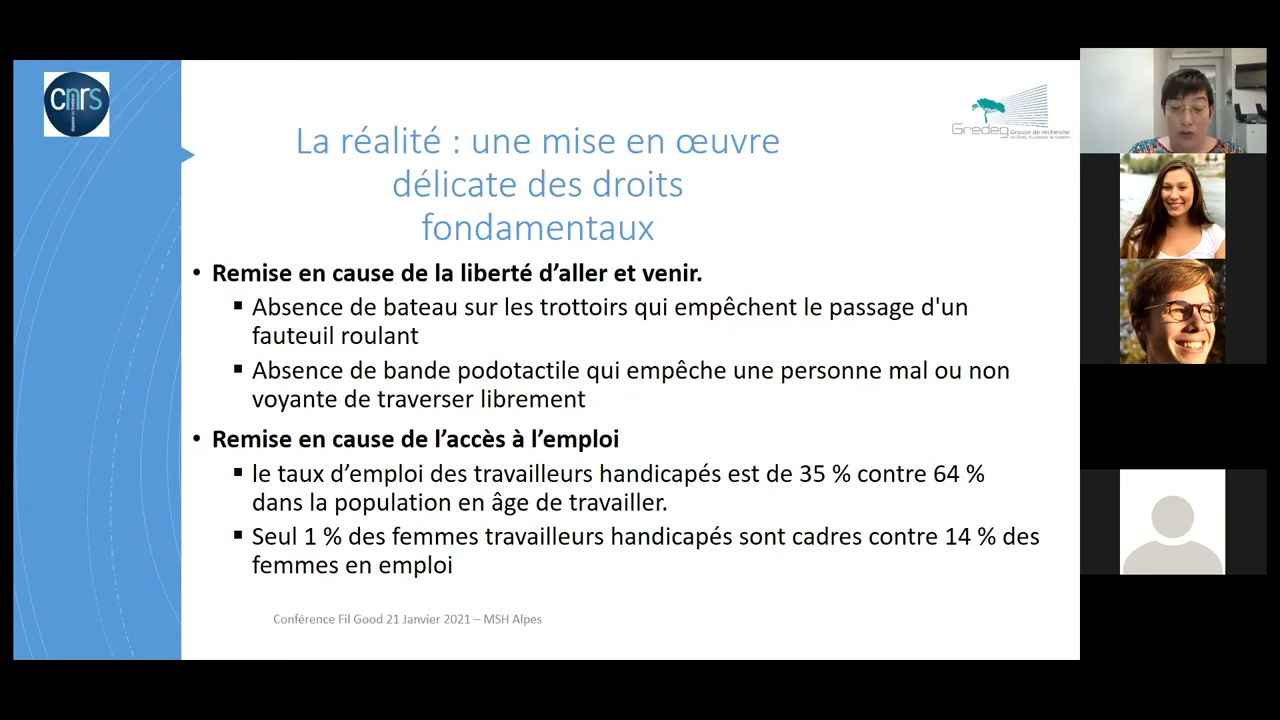 cnrs
Gredeg Groupe de recherche
La réalité : une mise en œuvre
délicate des droits
fondamentaux
• Remise en cause de la liberté d’aller et venir.
▪ Absence de bateau sur les trottoirs qui empêchent le passage d'un
fauteuil roulant
▪ Absence de bande podotactile qui empêche une personne mal ou non
voyante de traverser librement
• Remise en cause de l’accès à l’emploi
▪ le taux d’emploi des travailleurs handicapés est de 35 % contre 64 %
dans la population en âge de travailler.
▪ Seul 1 % des femmes travailleurs handicapés sont cadres contre 14 % des
femmes en emploi
Conférence Fil Good 21 Janvier 2021 – MSH Alpes